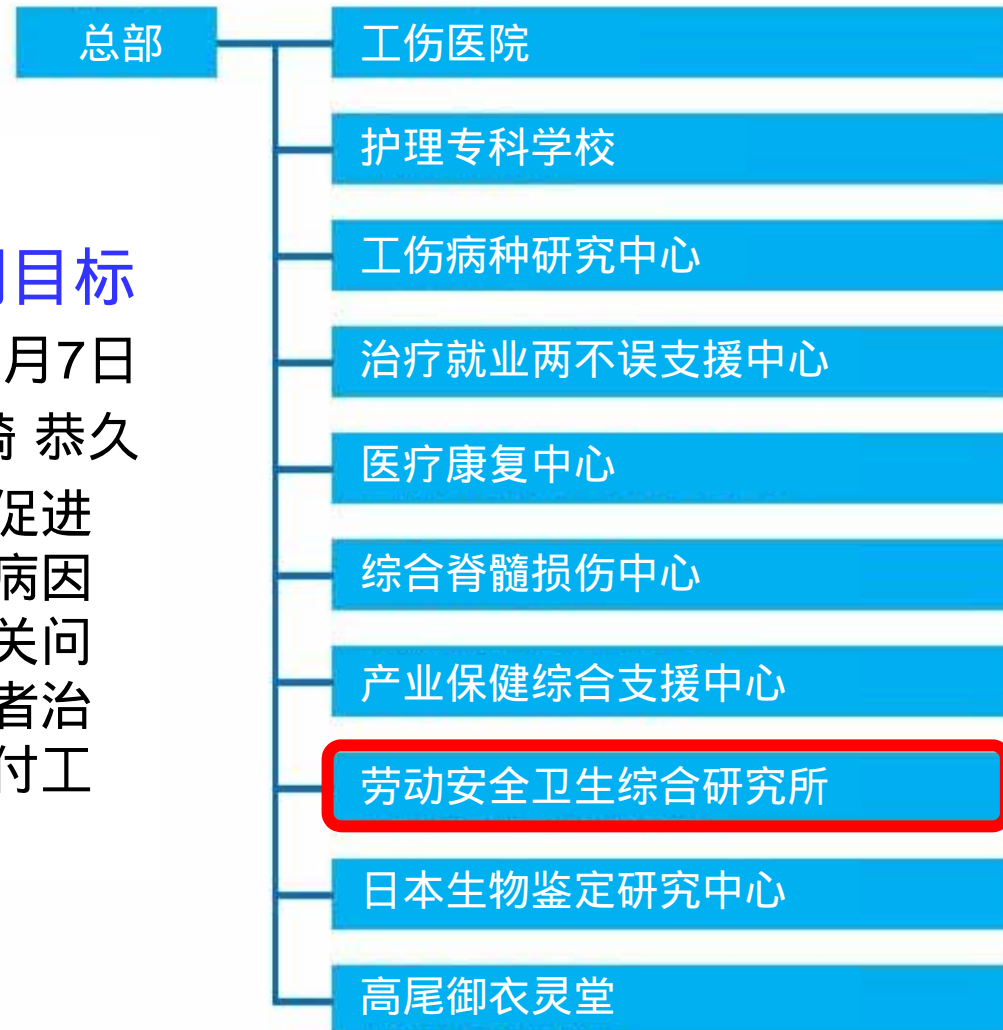 总部
工伤医院
护理专科学校
工伤病种研究中心
治疗就业两不误支援中心
医疗康复中心
综合脊髓损伤中心
产业保健综合支援中心
劳动安全卫生综合研究所
日本生物鉴定研究中心
高尾御衣灵堂
目标
月7日
恭久
促进
病因
关问
者治
付工